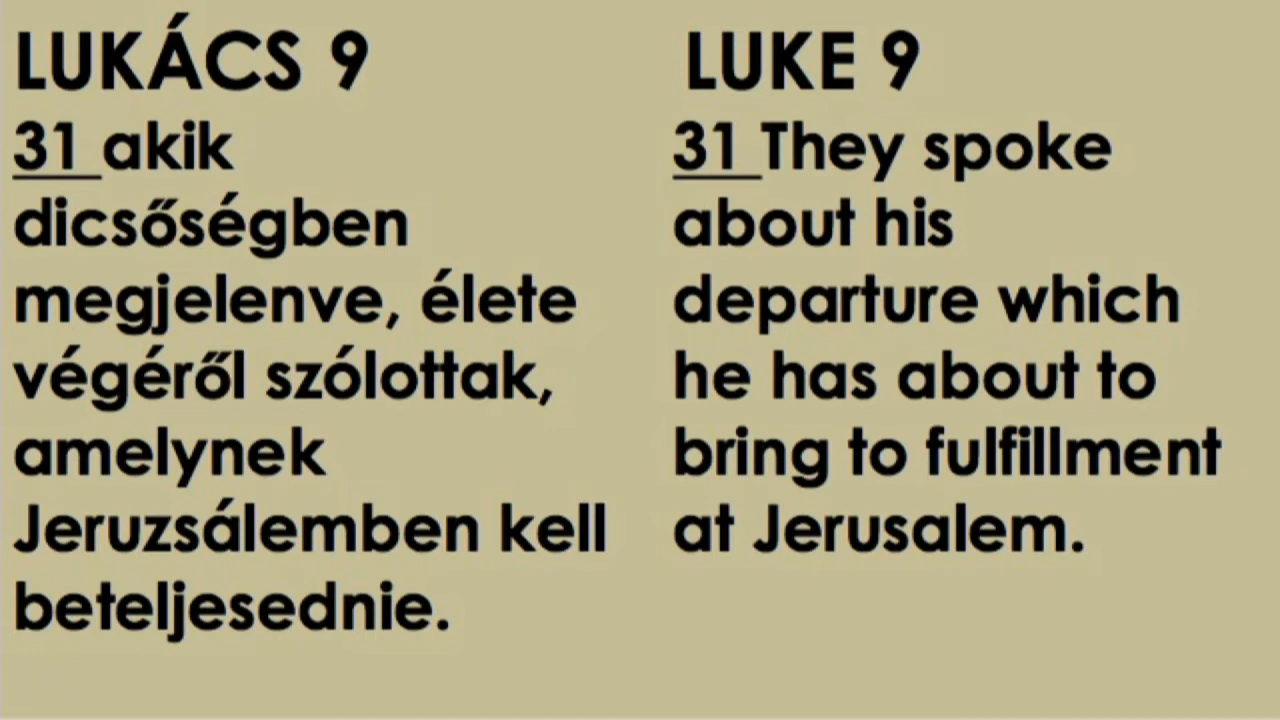 LUKÁCS 9
31 akik
dicsőségben
megjelenve, élete
végéről szólottak,
amelynek
Jeruzsálemben kell
beteljesednie.
LUKE 9
31 They spoke
about his
departure which
he has about to
bring to fulfillment
at Jerusalem.